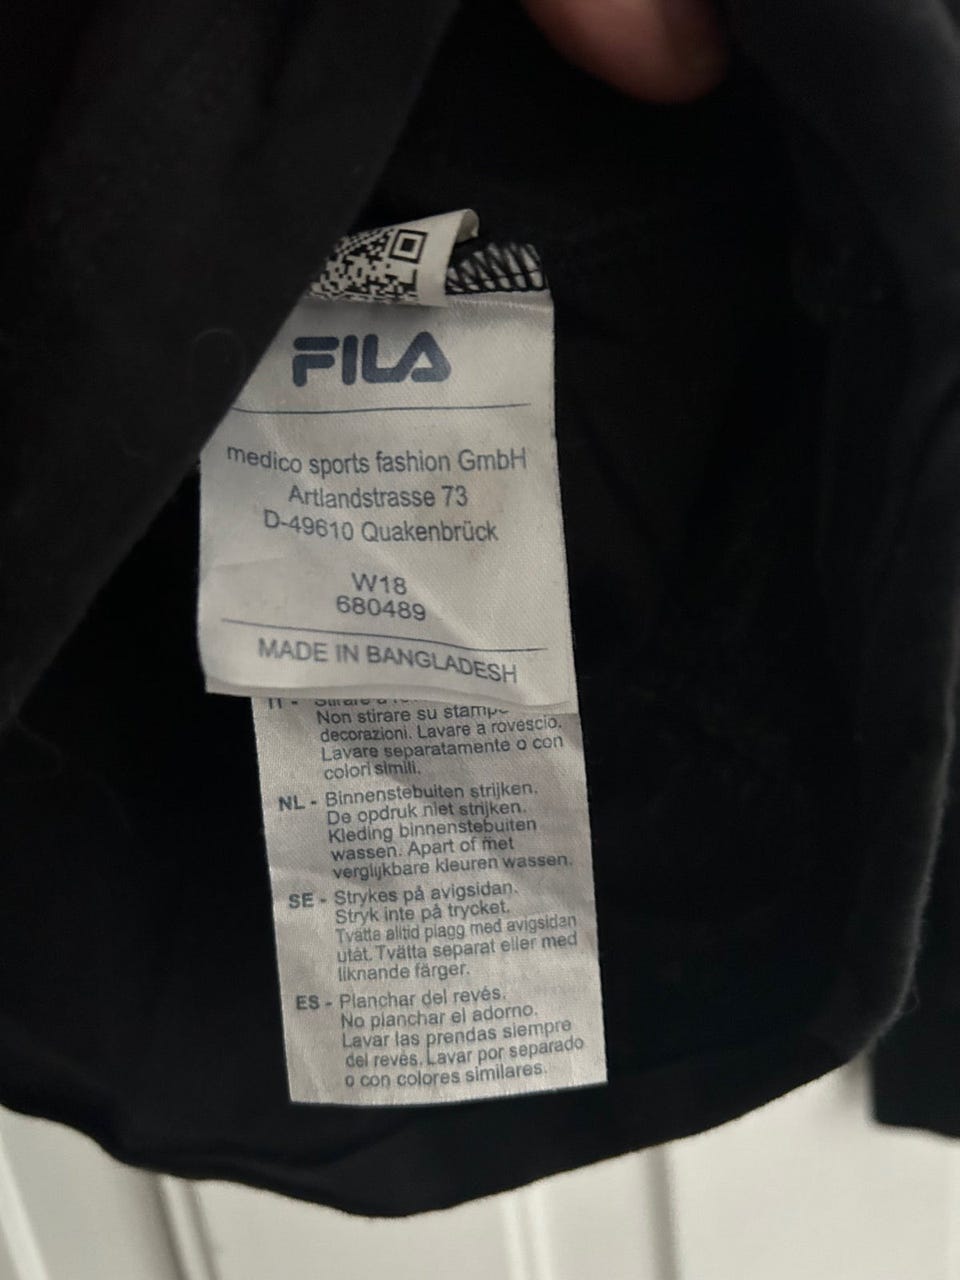 FILA
medico sports fashion GmbH
Artlandstrasse 73
D-49610 Quakenbrück
W18
680489
MADE IN BANGLADESH
IT - Stirare a
Non stirare su
decorazioni. Lavare a rovescio.
Lavare separatamente o con
colori simili.
NL - Binnenstebuiten strijken.
De opdruk niet strijken.
Kleding binnenstebuiten
wassen. Apart of met
verglijkbare kleuren wassen.
SE - Strykes på avigsidan.
Stryk inte på trycket.
Tvätta alltid plagg med avigsidan
utåt. Tvätta separat eller med
liknande färger.
ES - Planchar del revés.
No planchar el adorno.
Lavar las prendas siempre
del revés. Lavar por separado
o con colores similares.